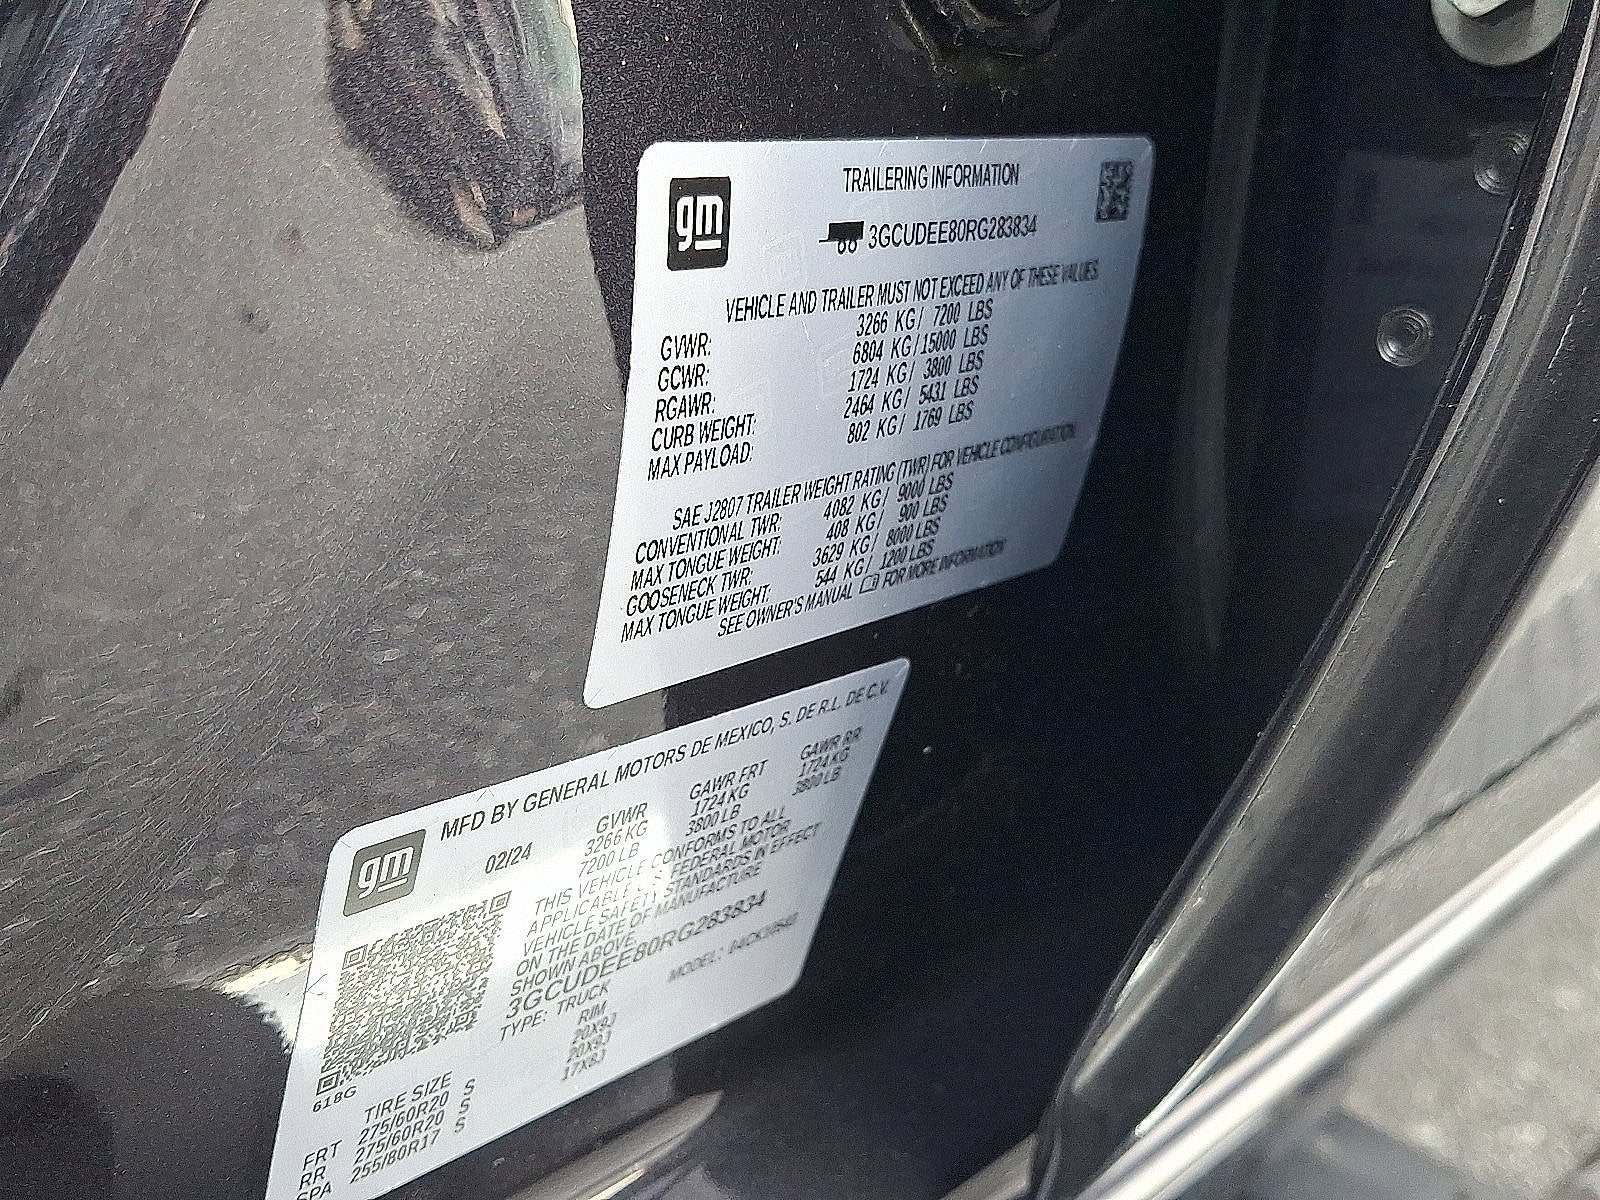 gm
TRAILERING INFORMATION
3GCUDEE80RG283834
VEHICLE AND TRAILER MUST NOT EXCEED ANY OF THESE VALUES
GVWR: 3266 KG/ 7200 LBS
GCWR: 6804 KG/15000 LBS
RGAWR: 1724 KG/ 3800 LBS
CURB WEIGHT: 2464 KG/ 5431 LBS
MAX PAYLOAD: 802 KG/ 1769 LBS
SAE J2807 TRAILER WEIGHT RATING (TWR) FOR VEHICLE CONFIGURATION
CONVENTIONAL TWR: 4082 KG/ 9000 LBS
MAX TONGUE WEIGHT: 408 KG/ 900 LBS
GOOSENECK TWR: 3629 KG/ 8000 LBS
MAX TONGUE WEIGHT: 544 KG/ 1200 LBS
SEE OWNER'S MANUAL FOR MORE INFORMATION
gm
MFD BY GENERAL MOTORS DE MEXICO, S. DE R.L. DE C.V.
02/24 GVWR GAWR FRT GAWR RR
3266 KG 1724 KG 1724 KG
7200 LB 3800 LB 3800 LB
THIS VEHICLE CONFORMS TO ALL
APPLICABLE U.S. FEDERAL MOTOR
VEHICLE SAFETY STANDARDS IN EFFECT
ON THE DATE OF MANUFACTURE
SHOWN ABOVE.
3GCUDEE80RG283834
TYPE: TRUCK MODEL:
618G
TIRE SIZE RIM
FRT 275/60R20 S 20X9J
RR 275/60R20 S 20X9J
SPA 255/80R17 S 17X8J